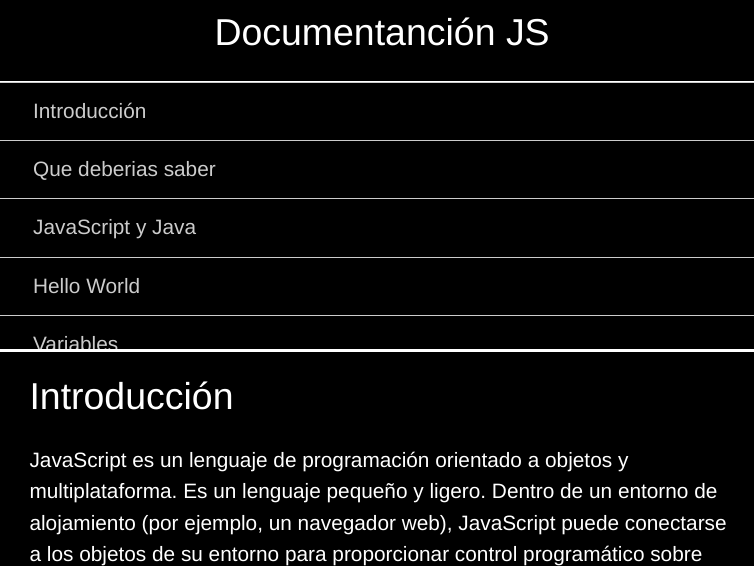 Documentanción JS
Introducción
Que deberias saber
JavaScript y Java
Hello World
Variables
Introducción
JavaScript es un lenguaje de programación orientado a objetos y
multiplataforma. Es un lenguaje pequeño y ligero. Dentro de un entorno de
alojamiento (por ejemplo, un navegador web), JavaScript puede conectarse
a los objetos de su entorno para proporcionar control programático sobre